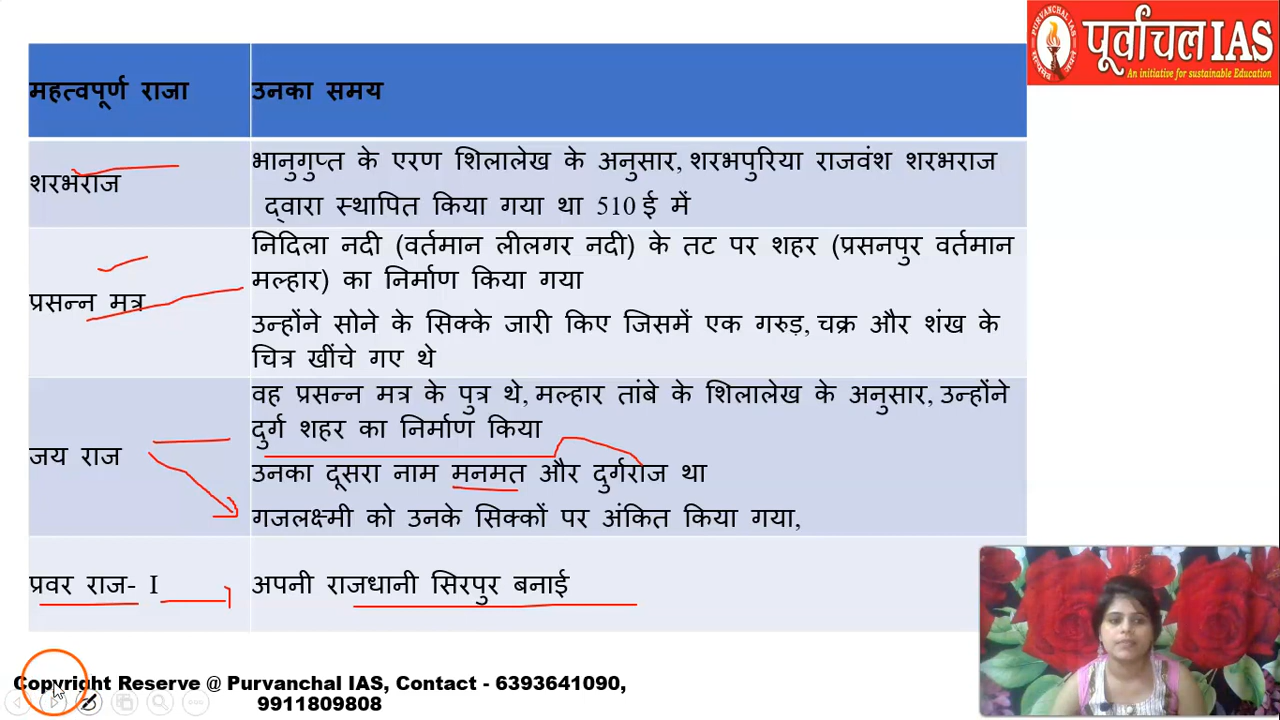 PURVANCHAL IAS
पूर्वांचल IAS
An initiative for sustainable Education
महत्वपूर्ण राजा
उनका समय
शरभराज
भानुगुप्त के एरण शिलालेख के अनुसार, शरभपुरिया राजवंश शरभराज
द्वारा स्थापित किया गया था 510 ई में
प्रसन्न मत्र
निदिला नदी (वर्तमान लीलगर नदी) के तट पर शहर (प्रसनपुर वर्तमान
मल्हार) का निर्माण किया गया
उन्होंने सोने के सिक्के जारी किए जिसमें एक गरुड़, चक्र और शंख के
चित्र खींचे गए थे
जय राज
वह प्रसन्न मत्र के पुत्र थे, मल्हार तांबे के शिलालेख के अनुसार, उन्होंने
दुर्ग शहर का निर्माण किया
उनका दूसरा नाम मनमत और दुर्गराज था
गजलक्ष्मी को उनके सिक्कों पर अंकित किया गया,
प्रवर राज- I
अपनी राजधानी सिरपुर बनाई
Copyright Reserve @ Purvanchal IAS, Contact - 6393641090,
9911809808